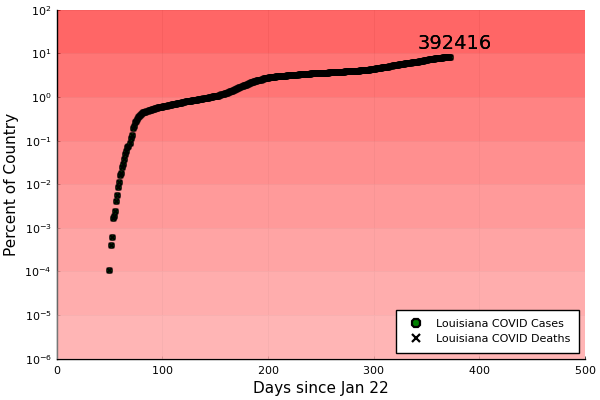 10²
10¹
10⁰
10⁻¹
10⁻²
10⁻³
10⁻⁴
10⁻⁵
10⁻⁶
Percent of Country
392416
Louisiana COVID Cases
Louisiana COVID Deaths
0 100 200 300 400 500
Days since Jan 22